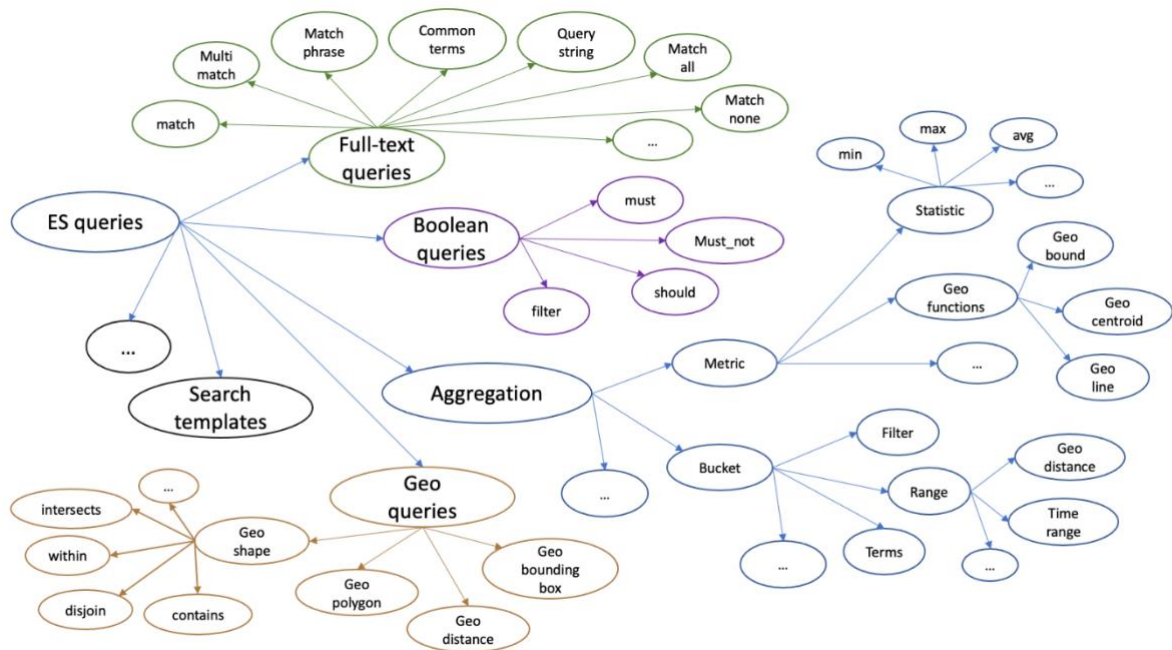 Common
terms
Query
string
Match
phrase
Multi
match
Match
all
Match
none
match
...
Full-text
queries
max
avg
min
...
Statistic
ES queries
Boolean
queries
must
Must_not
should
filter
Geo
bound
Geo
functions
Geo
centroid
...
Geo
line
Metric
...
Search
templates
Aggregation
...
Bucket
Filter
Geo
distance
Range
Time
range
...
Terms
...
Geo
queries
...
intersects
within
Geo
shape
disjoin
contains
Geo
polygon
Geo
bounding
box
Geo
distance